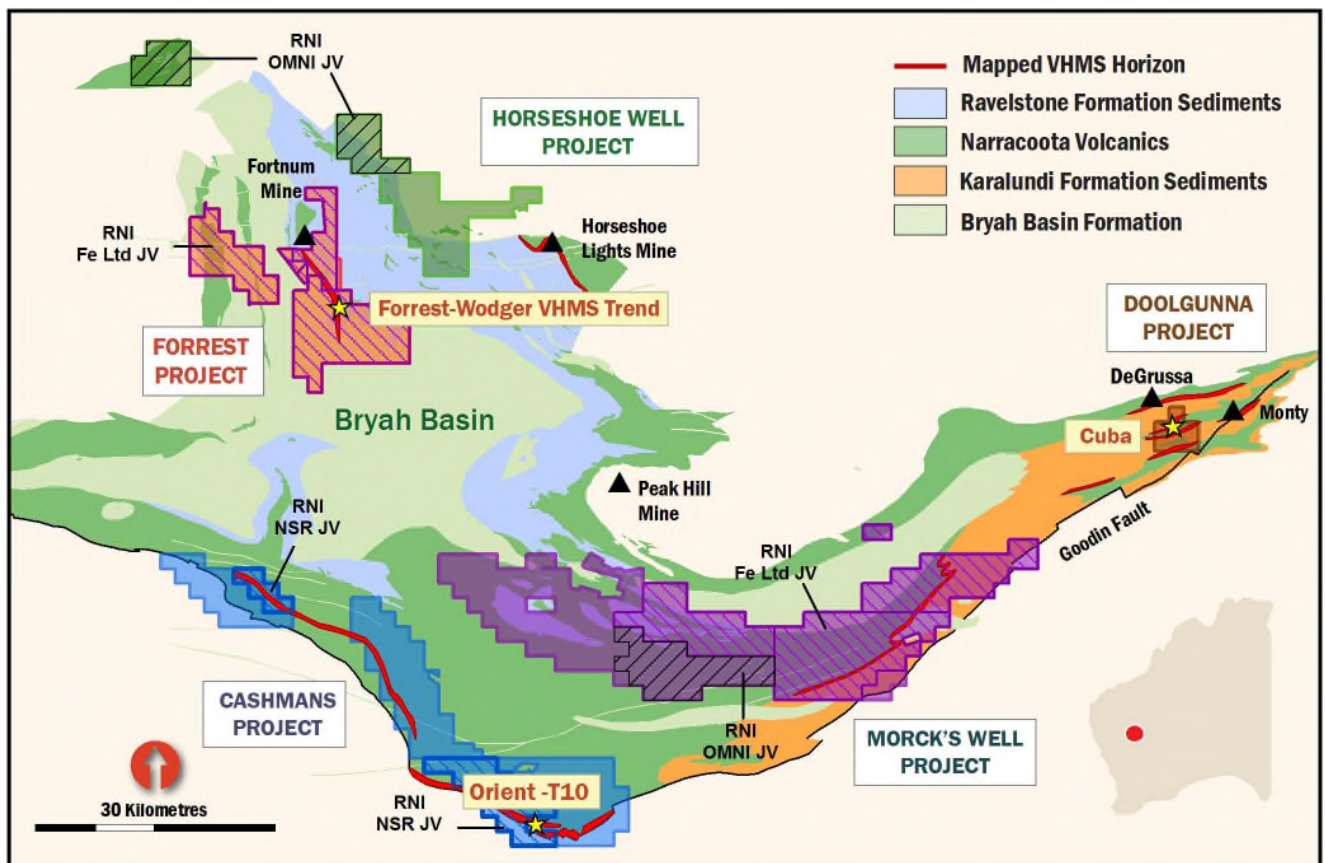 RNI
OMNI JV
HORSESHOE WELL
PROJECT
Mapped VHMS Horizon
Ravelstone Formation Sediments
Narracoota Volcanics
Karalundi Formation Sediments
Bryah Basin Formation
Fortnum
Mine
RNI
Fe Ltd JV
Horseshoe
Lights Mine
Forrest-Wodger VHMS Trend
FORREST
PROJECT
DOOLGUNNA
PROJECT
DeGrussa
Monty
Cuba
Bryah Basin
Peak Hill
Mine
RNI
NSR JV
Goodin Fault
RNI
Fe Ltd JV
CASHMANS
PROJECT
RNI
OMNI JV
MORCK'S WELL
PROJECT
30 Kilometres
Orient -T10
RNI
NSR JV